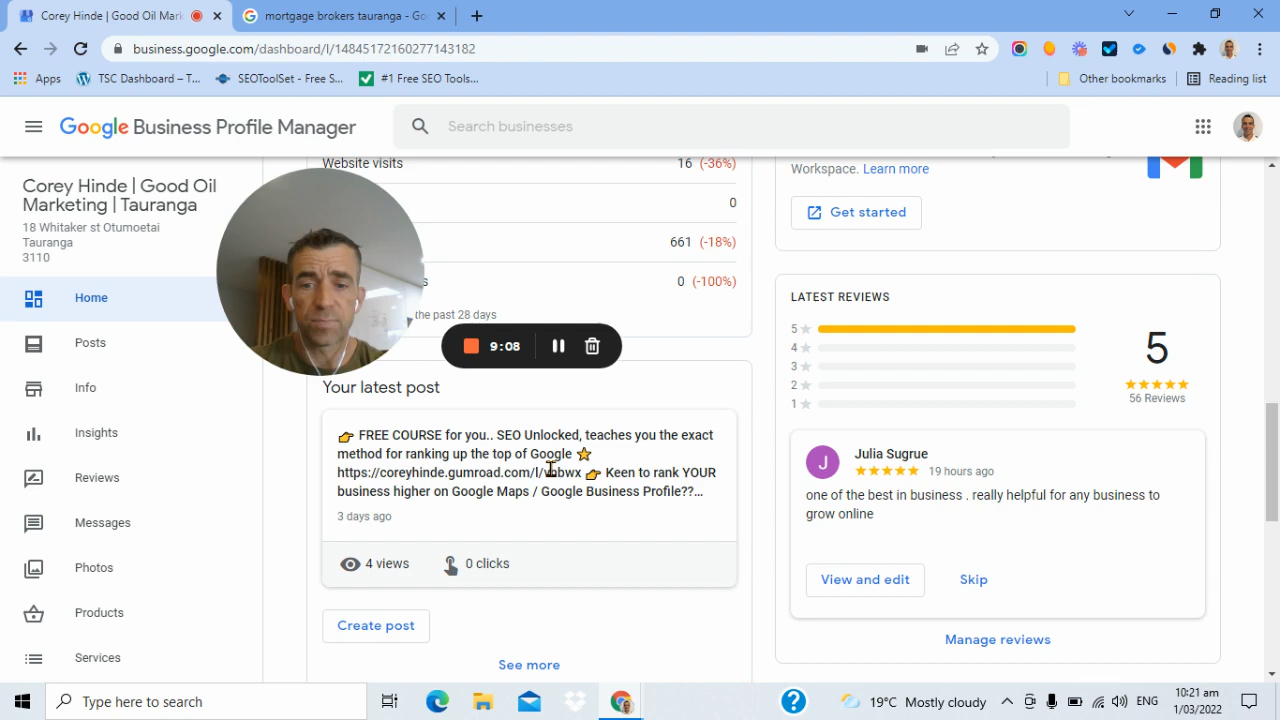 Corey Hinde | Good Oil Mark
mortgage brokers tauranga - Go
business.google.com/dashboard/l/14845172160277143182
Apps
TSC Dashboard – T...
SEOToolSet - Free S...
#1 Free SEO Tools...
Other bookmarks
Reading list
Google Business Profile Manager
Search businesses
Corey Hinde | Good Oil
Marketing | Tauranga
18 Whitaker st Otumoetai
Tauranga
3110
Home
Posts
Info
Insights
Reviews
Messages
Photos
Products
Services
Website visits
16 (-36%)
0
661 (-18%)
s
0 (-100%)
the past 28 days
9:08
Your latest post
👉 FREE COURSE for you.. SEO Unlocked, teaches you the exact
method for ranking up the top of Google ⭐
https://coreyhinde.gumroad.com/l/ bwx 👉 Keen to rank YOUR
business higher on Google Maps / Google Business Profile??...
3 days ago
4 views
0 clicks
Create post
See more
Workspace. Learn more
Get started
LATEST REVIEWS
5
4
3
2
1
5
56 Reviews
J
Julia Sugrue
19 hours ago
one of the best in business . really helpful for any business to
grow online
View and edit
Skip
Manage reviews
Type here to search
19°C Mostly cloudy
ENG
10:21 am
1/03/2022